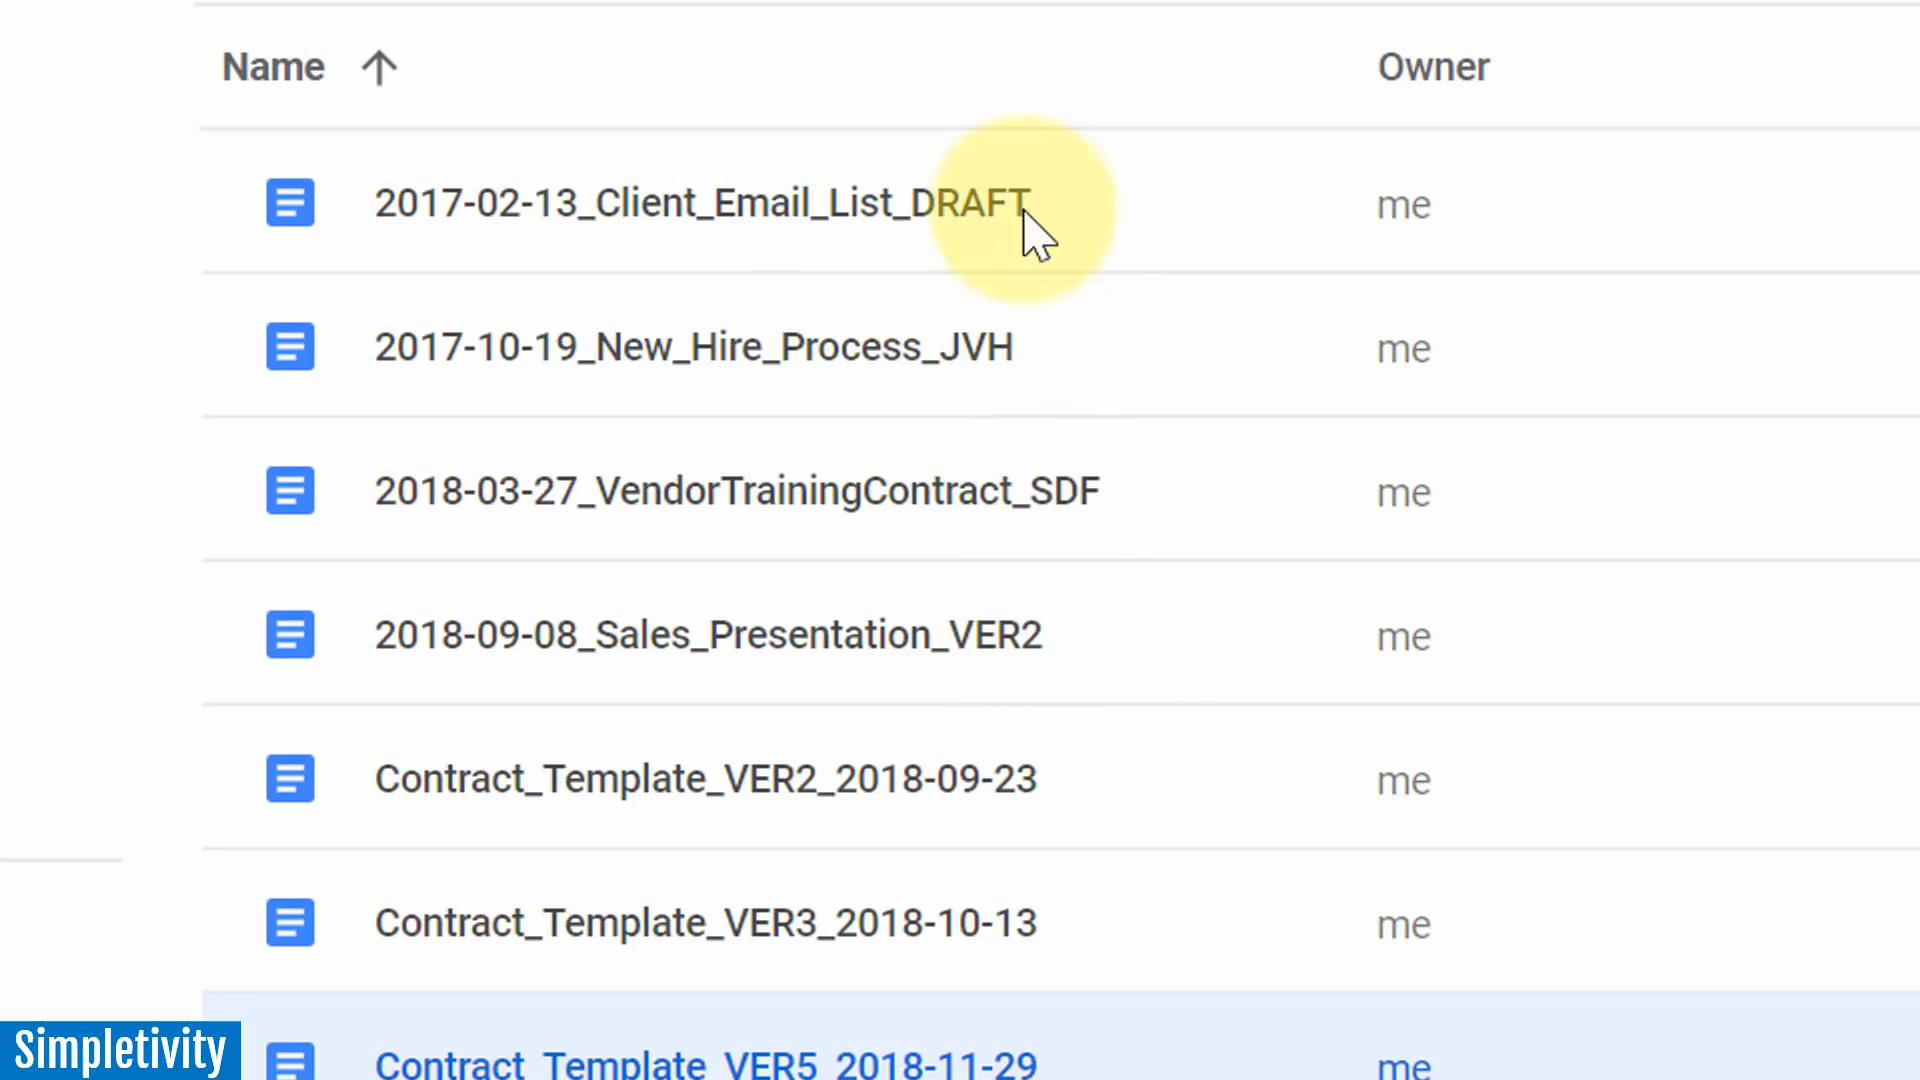 Name Owner
2017-02-13_Client_Email_List_DRAFT me
2017-10-19_New_Hire_Process_JVH me
2018-03-27_VendorTrainingContract_SDF me
2018-09-08_Sales_Presentation_VER2 me
Contract_Template_VER2_2018-09-23 me
Contract_Template_VER3_2018-10-13 me
Contract_Template_VER5_2018-11-29 me
Simpletivity